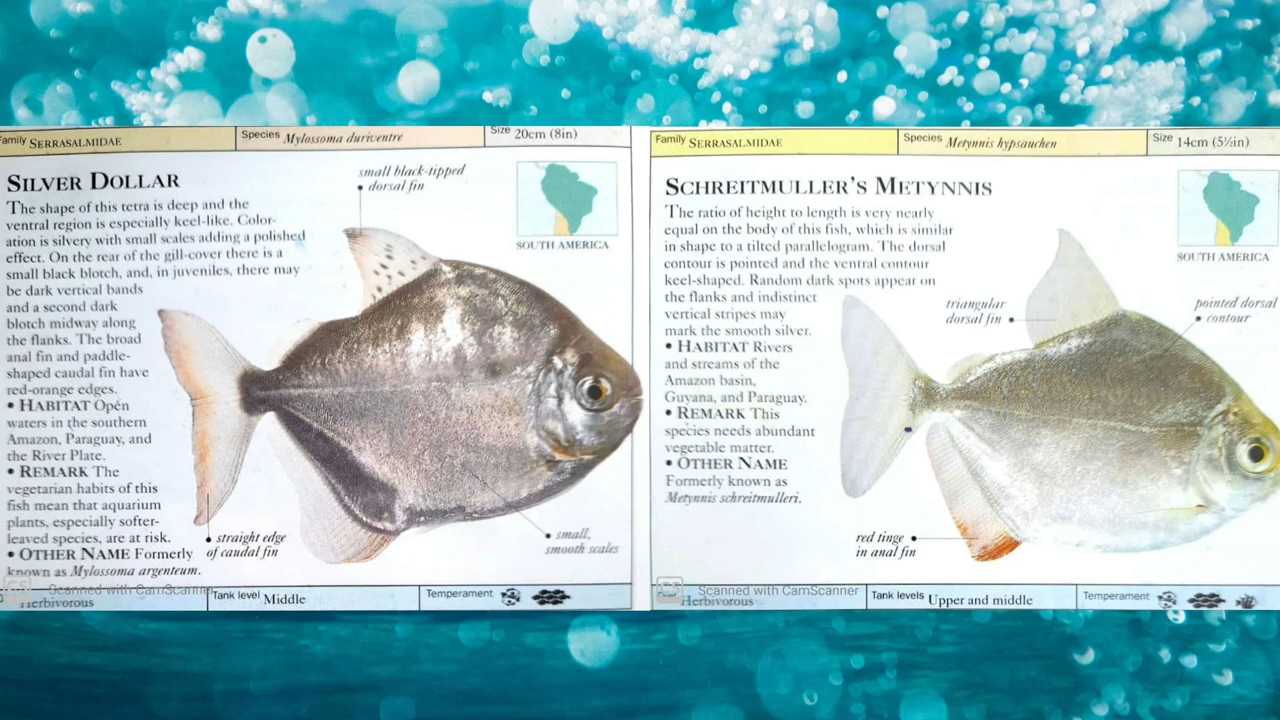 Family SERRASALMIDAE
Species Mylossoma duriventre
Size 20cm (8in)
SILVER DOLLAR
The shape of this tetra is deep and the
ventral region is especially keel-like. Color-
ation is silvery with small scales adding a polished
effect. On the rear of the gill-cover there is a
small black blotch, and, in juveniles, there may
be dark vertical bands
and a second dark
blotch midway along
the flanks. The broad
anal fin and paddle-
shaped caudal fin have
red-orange edges.
• HABITAT Open
waters in the southern
Amazon, Paraguay, and
the River Plate.
• REMARK The
vegetarian habits of this
fish mean that aquarium
plants, especially softer-
leaved species, are at risk.
• OTHER NAME Formerly
known as Mylossoma argenteum.
small black-tipped
• dorsal fin
SOUTH AMERICA
• straight edge
of caudal fin
• small,
smooth scales
CS Scanned with CamScanner
Herbivorous
Tank level Middle
Temperament
Family SERRASALMIDAE
Species Metynnis hypsauchen
Size 14cm (5½in)
SCHREITMULLER'S METYNNIS
The ratio of height to length is very nearly
equal on the body of this fish, which is similar
in shape to a tilted parallelogram. The dorsal
contour is pointed and the ventral contour
keel-shaped. Random dark spots appear on
the flanks and indistinct
vertical stripes may
mark the smooth silver.
• HABITAT Rivers
and streams of the
Amazon basin,
Guyana, and Paraguay.
• REMARK This
species needs abundant
vegetable matter.
• OTHER NAME
Formerly known as
Metynnis schreitmulleri.
SOUTH AMERICA
triangular
dorsal fin •
pointed dorsal
• contour
red tinge •
in anal fin
CS Scanned with CamScanner
Herbivorous
Tank levels Upper and middle
Temperament